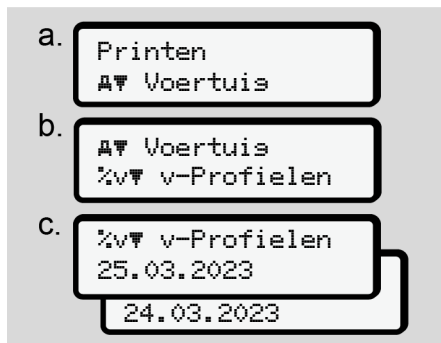 a.
Printen
A▼ Voertuig
b.
A▼ Voertuig
%v▼ v-Profielen
c.
%v▼ v-Profielen
25.03.2023
24.03.2023